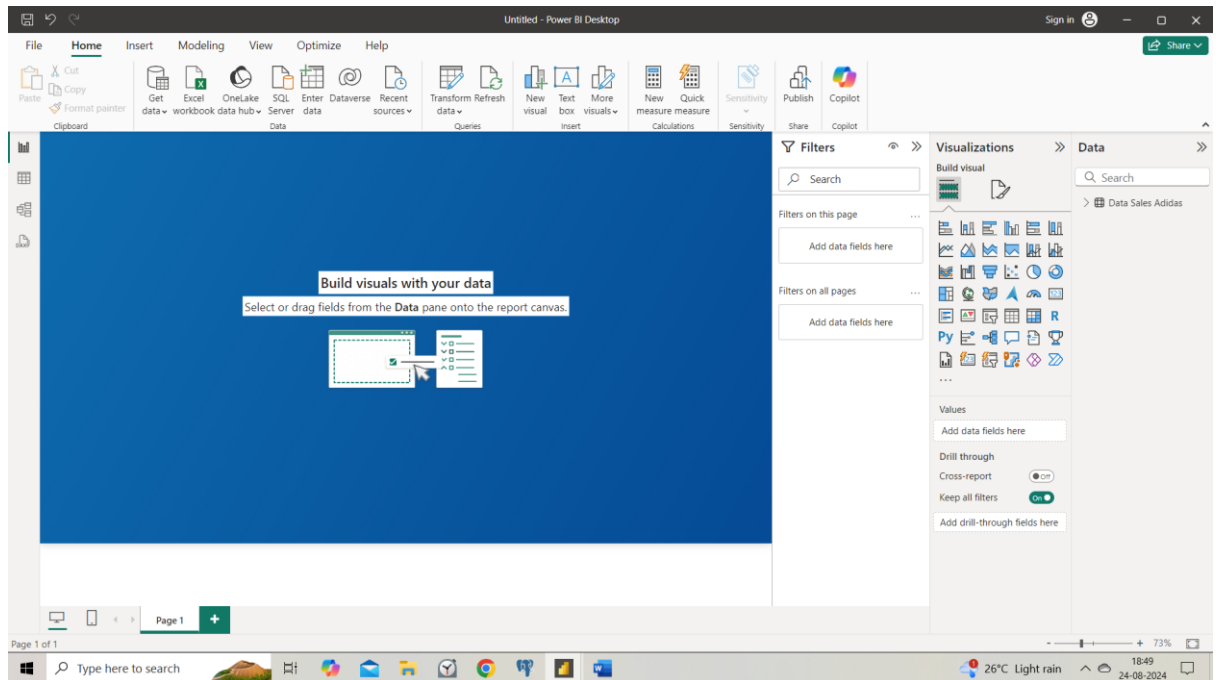 Untitled - Power BI Desktop
Sign in
File Home Insert Modeling View Optimize Help
Share
Paste
Cut
Copy
Format painter
Clipboard
Get data
Excel workbook
OneLake data hub
SQL Server
Enter data
Dataverse
Recent sources
Data
Transform data
Refresh
Queries
New visual
Text box
More visuals
Insert
New measure
Quick measure
Calculations
Sensitivity
Sensitivity
Publish
Share
Copilot
Copilot
Build visuals with your data
Select or drag fields from the Data pane onto the report canvas.
Filters
Search
Filters on this page ...
Add data fields here
Filters on all pages ...
Add data fields here
Visualizations
Build visual
R
Py
...
Values
Add data fields here
Drill through
Cross-report Off
Keep all filters On
Add drill-through fields here
Data
Search
Data Sales Adidas
Page 1
+
Page 1 of 1
- + 73%
Type here to search
26°C Light rain
18:49
24-08-2024